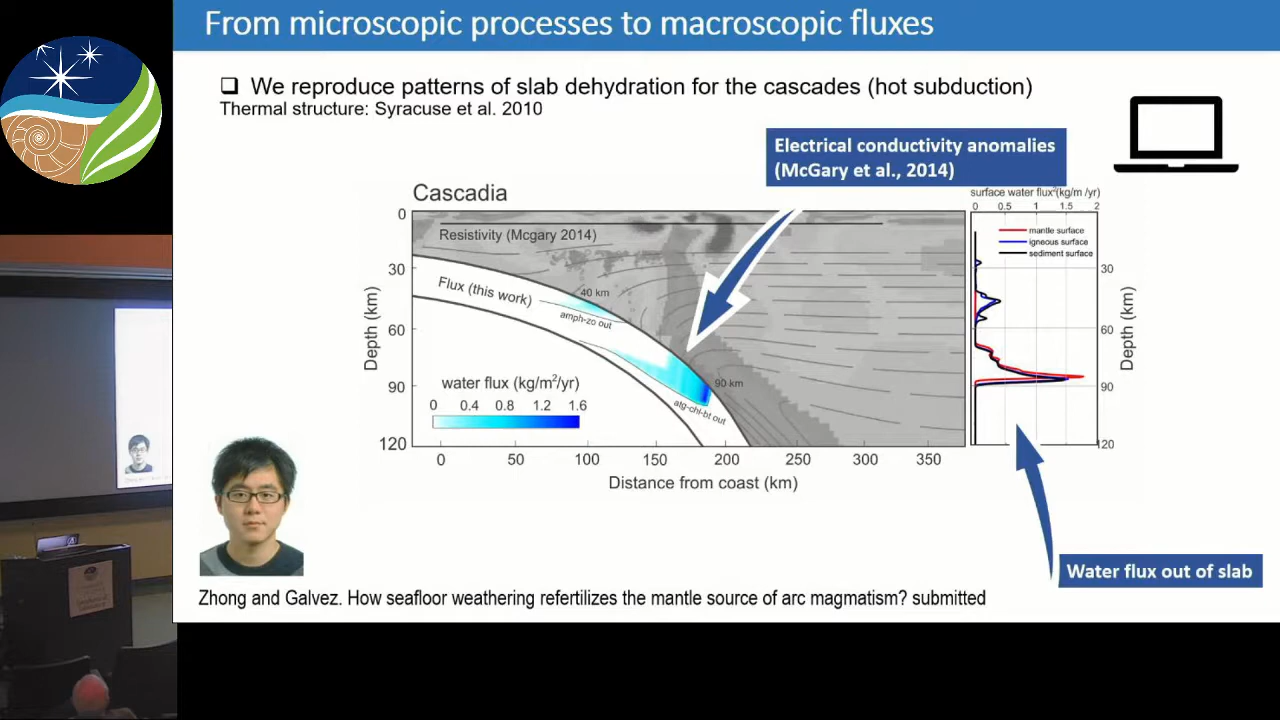 From microscopic processes to macroscopic fluxes
❑ We reproduce patterns of slab dehydration for the cascades (hot subduction)
Thermal structure: Syracuse et al. 2010
Electrical conductivity anomalies
(McGary et al., 2014)
Cascadia
Resistivity (Mcgary 2014)
Flux (this work)
40 km
amph-zo out
90 km
atg-chl-bt out
water flux (kg/m²/yr)
0 0.4 0.8 1.2 1.6
Depth (km)
0
30
60
90
120
0 50 100 150 200 250 300 350
Distance from coast (km)
surface water flux²(kg/m /yr)
0 0.5 1 1.5 2
mantle surface
igneous surface
sediment surface
30
60
90
120
Depth (km)
Water flux out of slab
Zhong and Galvez. How seafloor weathering refertilizes the mantle source of arc magmatism? submitted